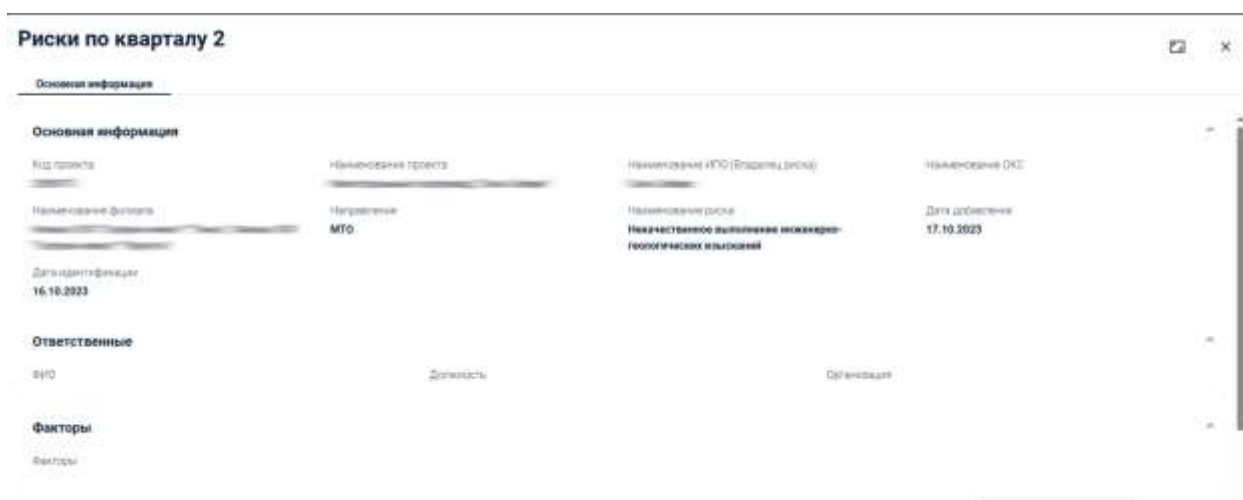 Риски по кварталу 2
Основная информация
Основная информация
Код проекта
Наименование проекта
Наименование ИПО (Владелец риска)
Наименование ОКС
Наименование филиала
Направление
Наименование риска
Дата добавления
МТО
Некачественное выполнение инженерно-
геологических изысканий
17.10.2023
Дата идентификации
16.10.2023
Ответственные
ФИО
Должность
Организация
Факторы
Факторы